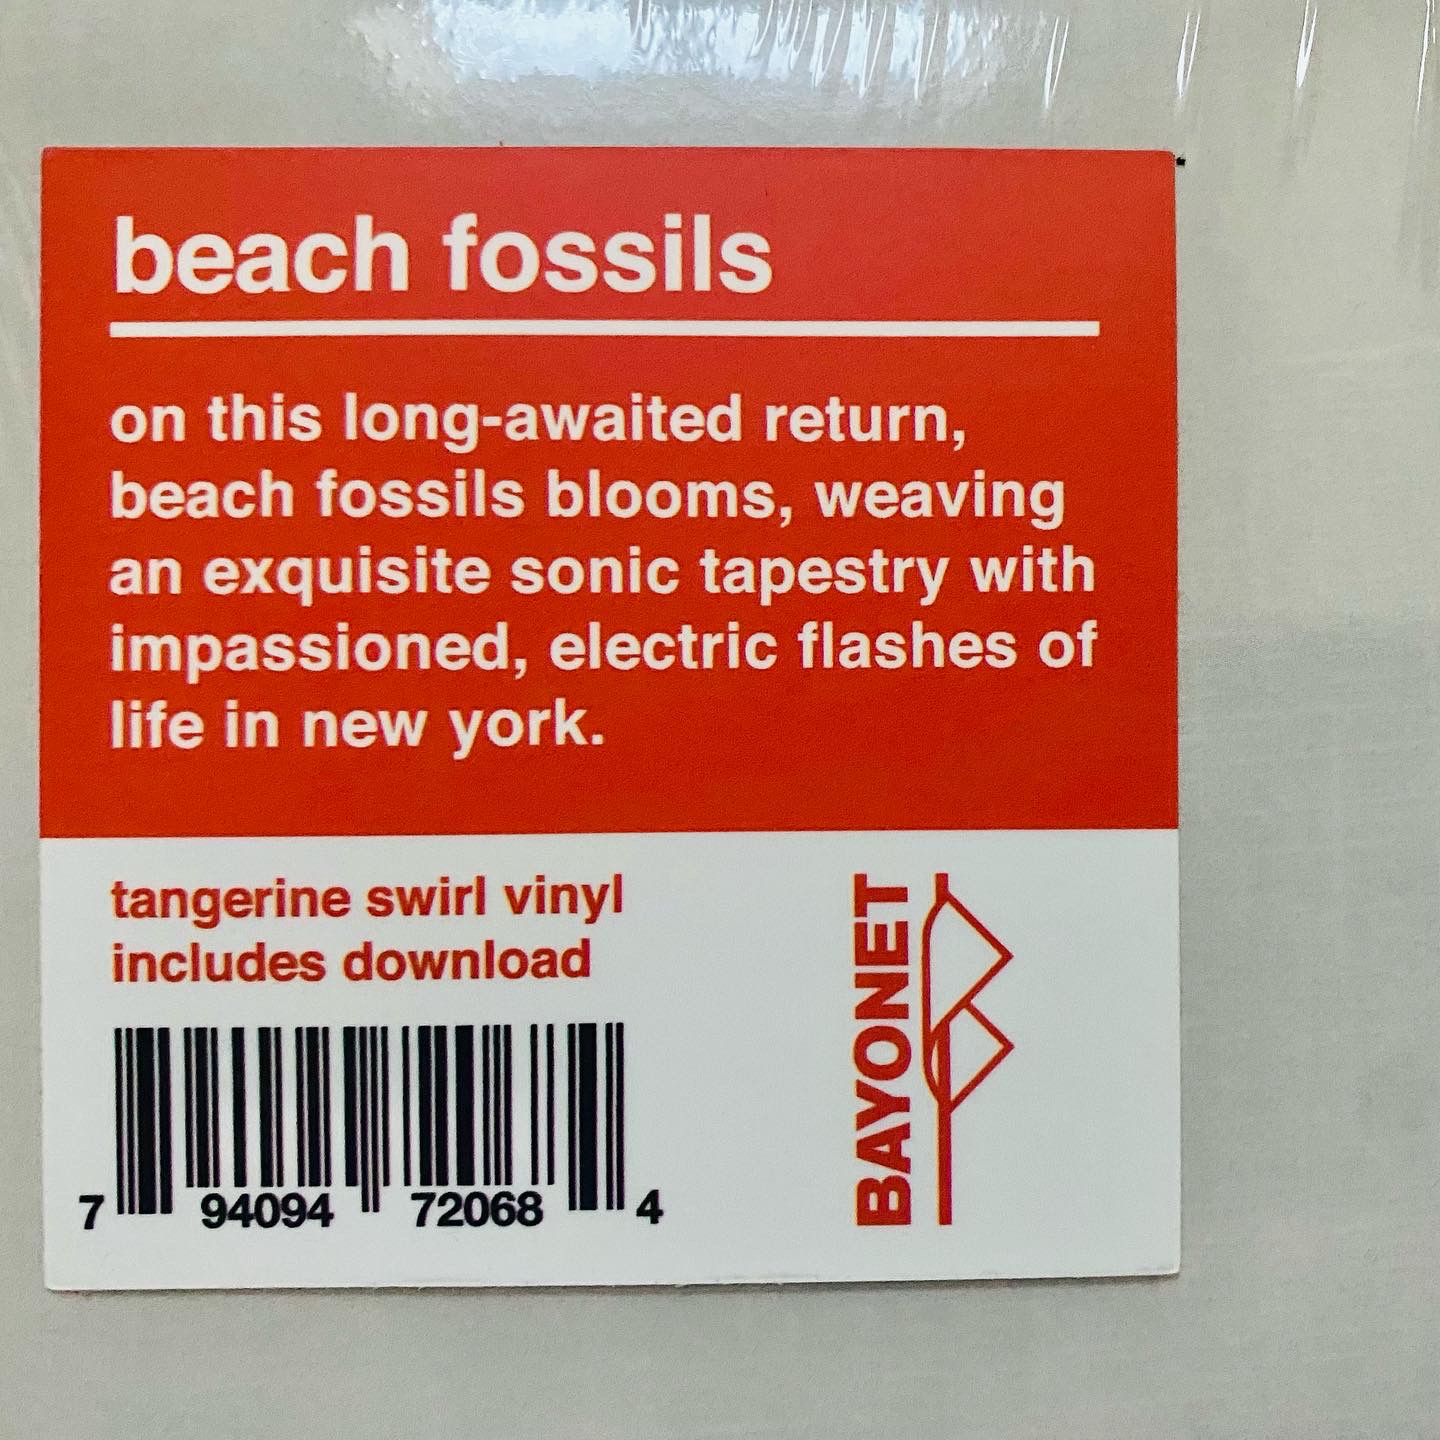 beach fossils
on this long-awaited return,
beach fossils blooms, weaving
an exquisite sonic tapestry with
impassioned, electric flashes of
life in new york.
tangerine swirl vinyl
includes download
7 94094 72068 4
BAYONET